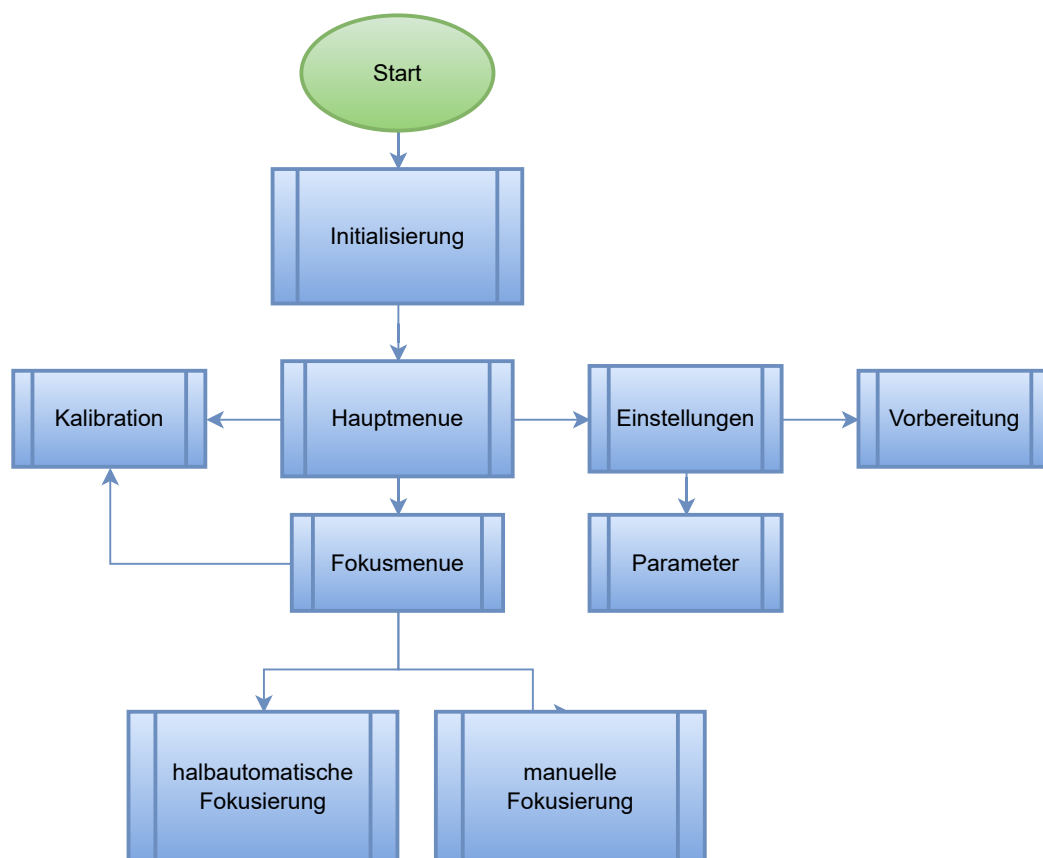 Start
Initialisierung
Kalibration
Hauptmenue
Einstellungen
Vorbereitung
Fokusmenue
Parameter
halbautomatische
Fokusierung
manuelle
Fokusierung